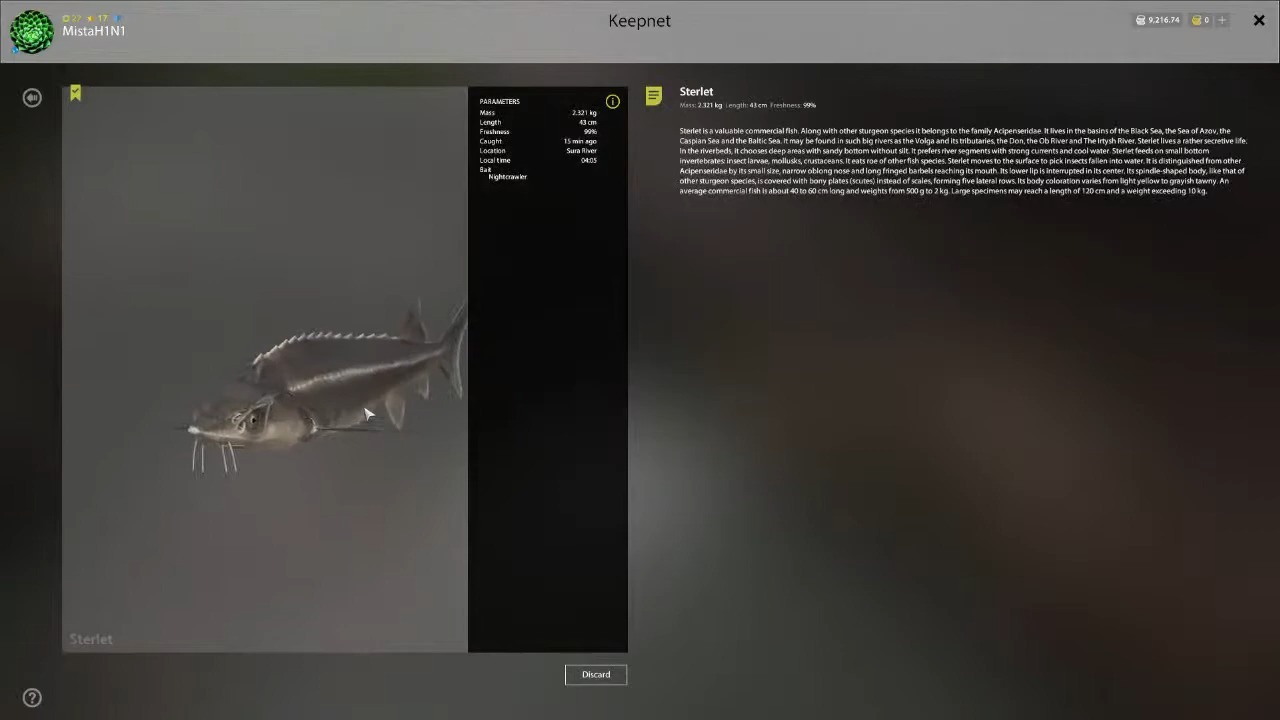 27 17
MistaH1N1
Keepnet
9,216.74
0
PARAMETERS
Mass 2.321 kg
Length 43 cm
Freshness 99%
Caught 15 min ago
Location Sura River
Local time 04:05
Bait
Nightcrawler
Sterlet
Discard
Sterlet
Mass: 2.321 kg Length: 43 cm Freshness: 99%
Sterlet is a valuable commercial fish. Along with other sturgeon species it belongs to the family Acipenseridae. It lives in the basins of the Black Sea, the Sea of Azov, the
Caspian Sea and the Baltic Sea. It may be found in such big rivers as the Volga and its tributaries, the Don, the Ob River and The Irtysh River. Sterlet lives a rather secretive life.
In the riverbeds, it chooses deep areas with sandy bottom without silt. It prefers river segments with strong currents and cool water. Sterlet feeds on small bottom
invertebrates: insect larvae, mollusks, crustaceans. It eats roe of other fish species. Sterlet moves to the surface to pick insects fallen into water. It is distinguished from other
Acipenseridae by its small size, narrow oblong nose and long fringed barbels reaching its mouth. Its lower lip is interrupted in its center. Its spindle-shaped body, like that of
other sturgeon species, is covered with bony plates (scutes) instead of scales, forming five lateral rows. Its body coloration varies from light yellow to grayish tawny. An
average commercial fish is about 40 to 60 cm long and weights from 500 g to 2 kg. Large specimens may reach a length of 120 cm and a weight exceeding 10 kg.